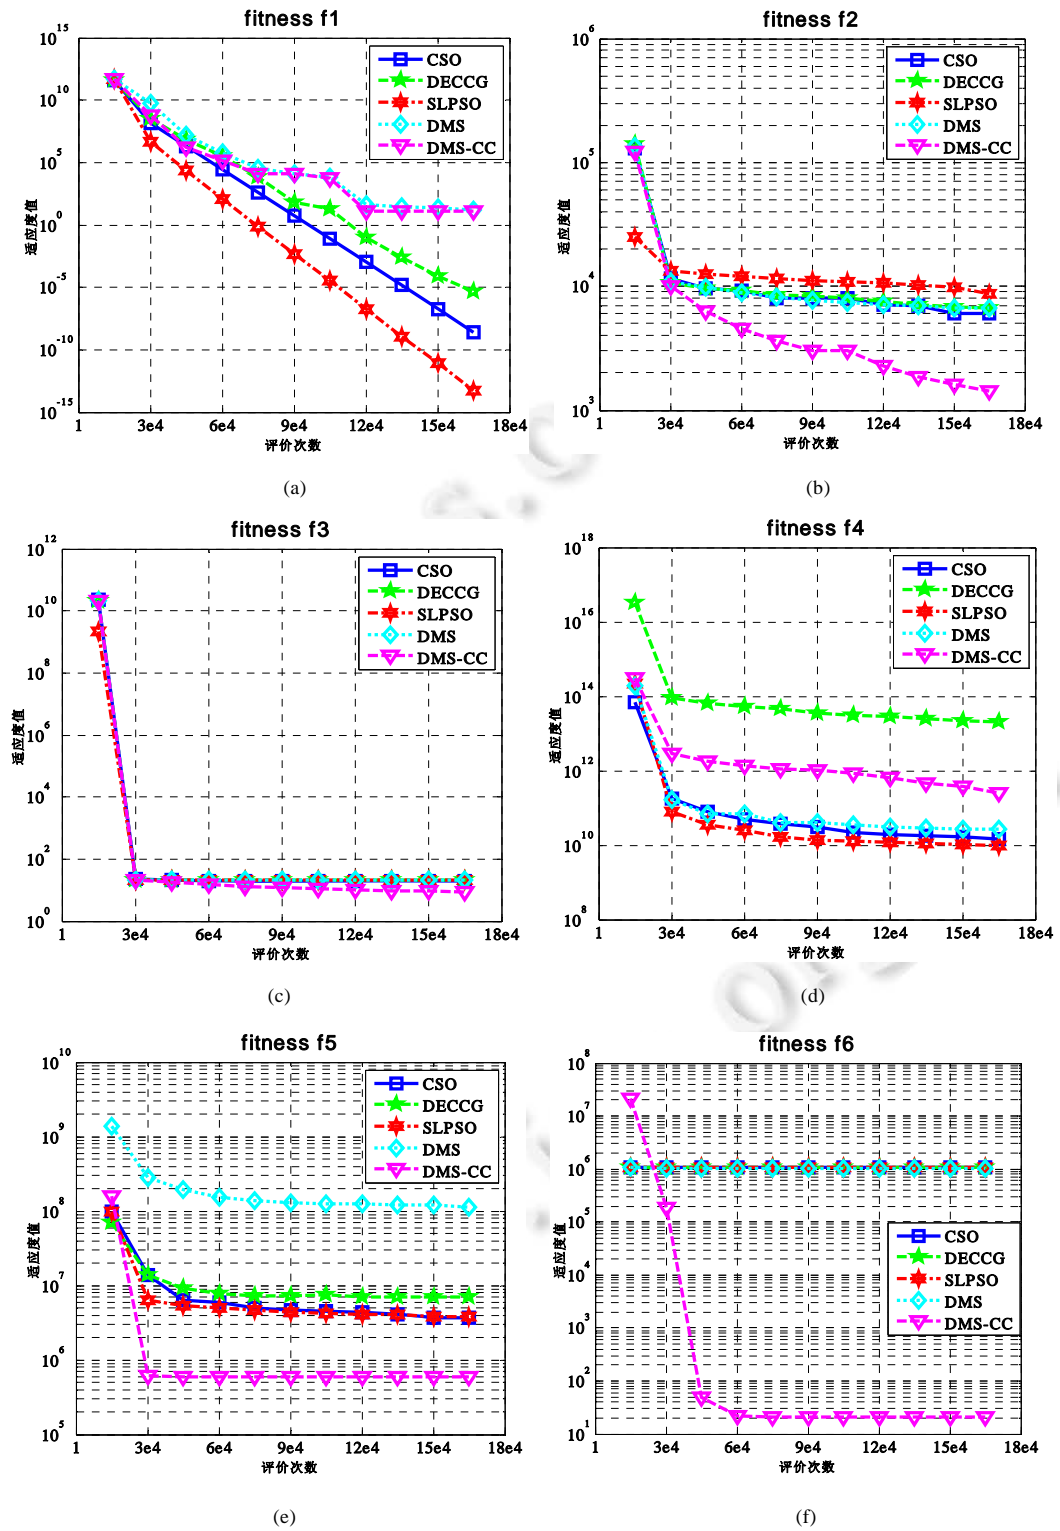 fitness f1
10^15
10^10
10^5
10^0
10^-5
10^-10
10^-15
适应度值
1 3e4 6e4 9e4 12e4 15e4 18e4
评价次数
CSO
DECCG
SLPSO
DMS
DMS-CC
(a)
fitness f2
10^6
10^5
10^4
10^3
适应度值
1 3e4 6e4 9e4 12e4 15e4 18e4
评价次数
CSO
DECCG
SLPSO
DMS
DMS-CC
(b)
fitness f3
10^12
10^10
10^8
10^6
10^4
10^2
10^0
适应度值
1 3e4 6e4 9e4 12e4 15e4 18e4
评价次数
CSO
DECCG
SLPSO
DMS
DMS-CC
(c)
fitness f4
10^18
10^16
10^14
10^12
10^10
10^8
适应度值
1 3e4 6e4 9e4 12e4 15e4 18e4
评价次数
CSO
DECCG
SLPSO
DMS
DMS-CC
(d)
fitness f5
10^10
10^9
10^8
10^7
10^6
10^5
适应度值
1 3e4 6e4 9e4 12e4 15e4 18e4
评价次数
CSO
DECCG
SLPSO
DMS
DMS-CC
(e)
fitness f6
10^8
10^7
10^6
10^5
10^4
10^3
10^2
10^1
适应度值
1 3e4 6e4 9e4 12e4 15e4 18e4
评价次数
CSO
DECCG
SLPSO
DMS
DMS-CC
(f)